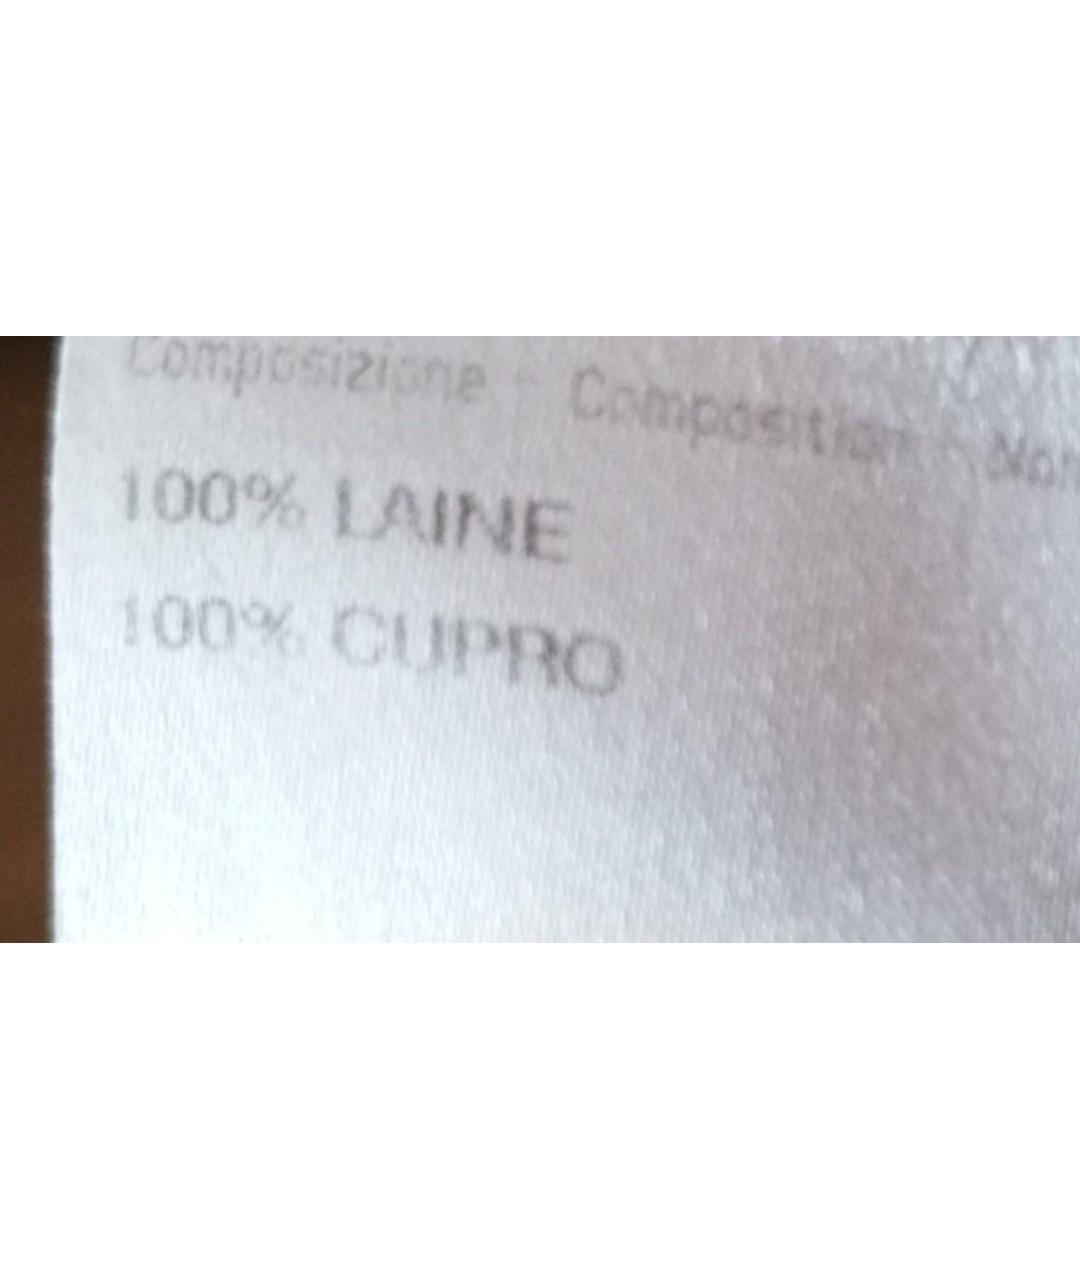 Composizione - Composition -
100% LAINE
100% CUPRO